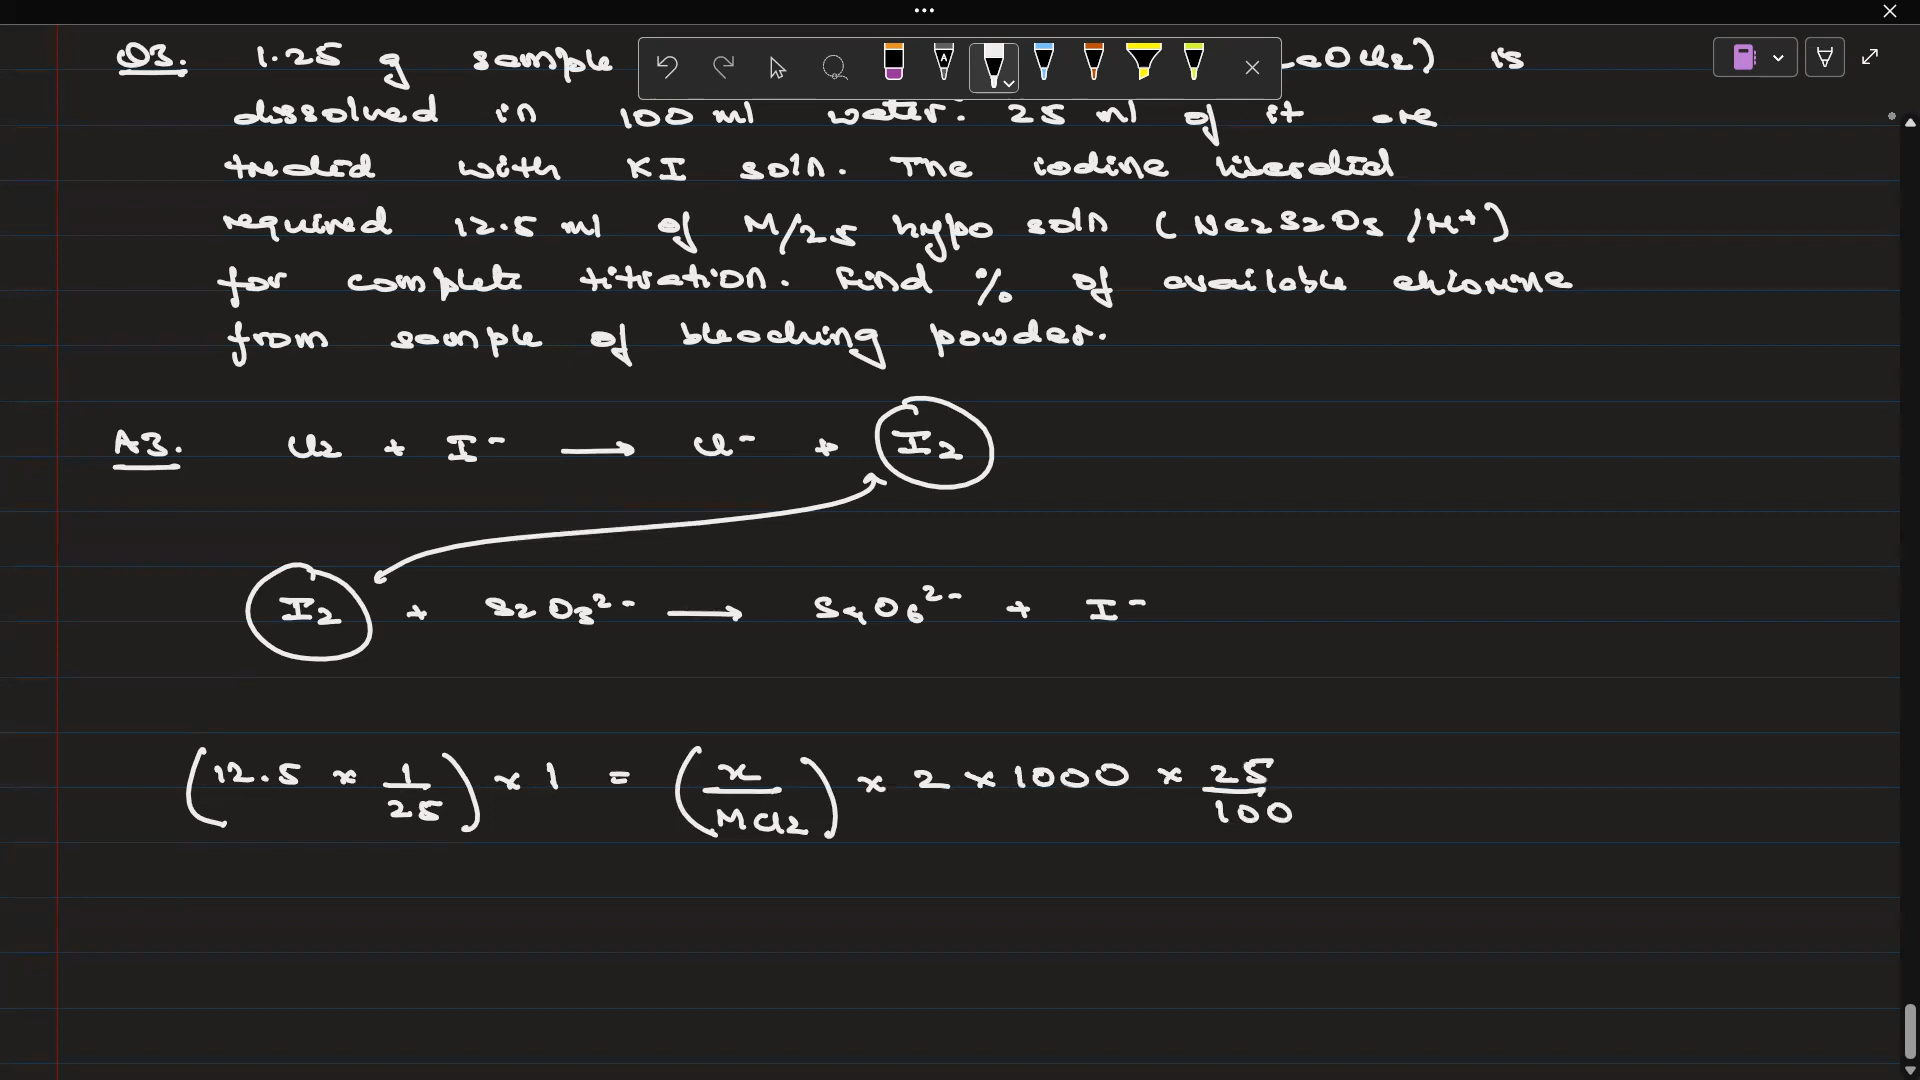 Q3. 1.25 g sample aOCl2) is
dissolved in 100 ml water. 25 ml of it are
treated with KI soln. The iodine liberated
required 12.5 ml of M/25 hypo soln (Na2S2O3 / H+)
for complete titration. Find % of available chlorine
from sample of bleaching powder.
A3. Cl2 + I- ⟶ Cl- + I2
I2 + S2O3²- ⟶ S4O6²- + I-
(12.5 × 1/25) × 1 = (x/MCl2) × 2 × 1000 × 25/100